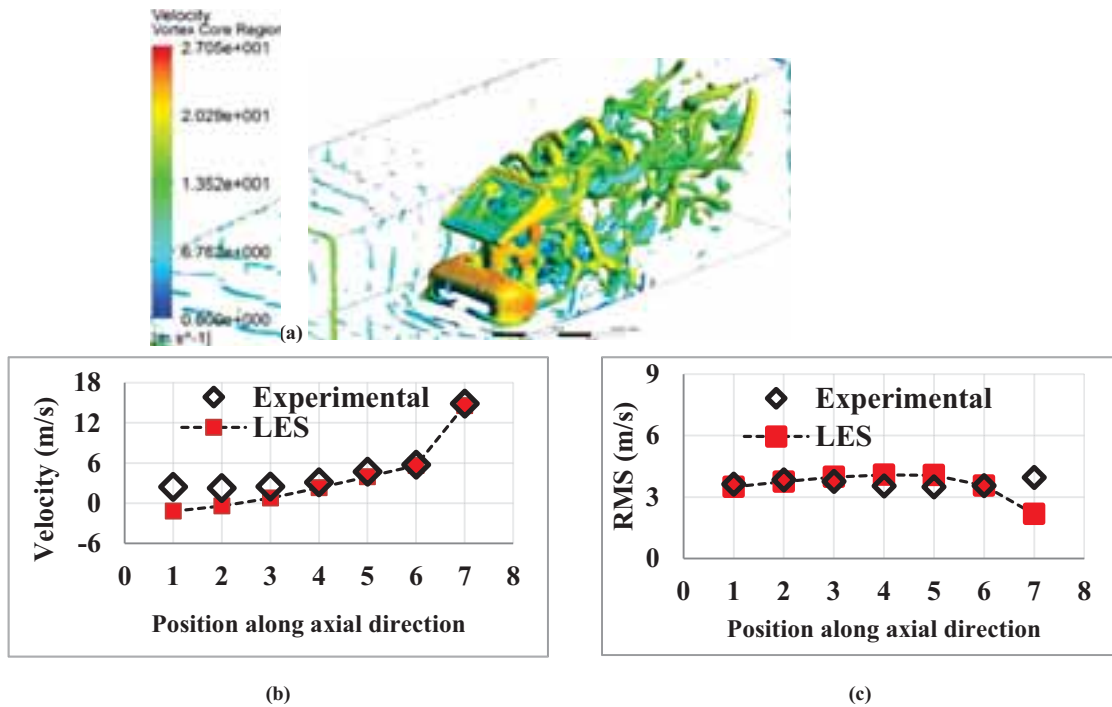 Velocity
Vortex Core Region
2.705e+001
2.029e+001
1.352e+001
6.762e+000
0.000e+000
[m s^-1]
(a)
18
12
6
0
-6
Velocity (m/s)
Experimental
LES
0 1 2 3 4 5 6 7 8
Position along axial direction
(b)
9
6
3
0
RMS (m/s)
Experimental
LES
0 1 2 3 4 5 6 7 8
Position along axial direction
(c)